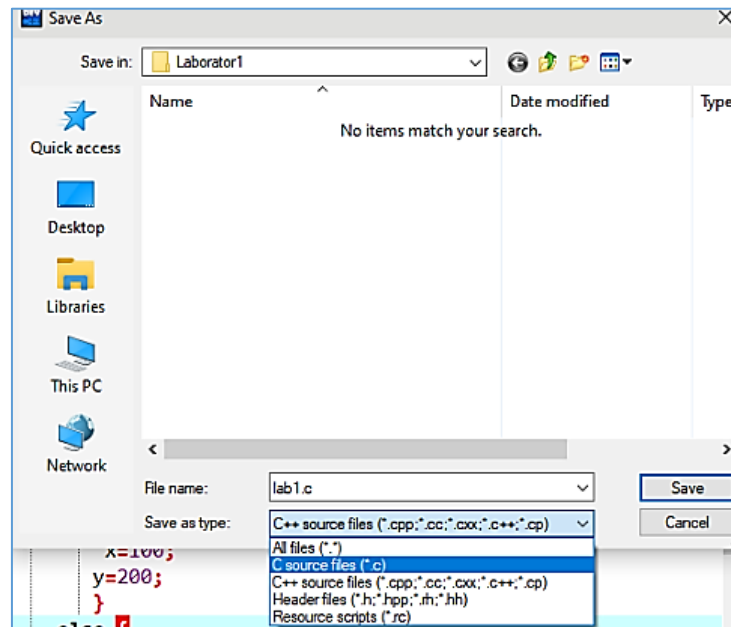 Save As
Save in: Laborator1
Name Date modified Type
No items match your search.
Quick access
Desktop
Libraries
This PC
Network
File name: lab1.c Save
Save as type: C++ source files (*.cpp;*.cc;*.cxx;*.c++;*.cp) Cancel
All files (*.*)
C source files (*.c)
C++ source files (*.cpp;*.cc;*.cxx;*.c++;*.cp)
Header files (*.h;*.hpp;*.rh;*.hh)
Resource scripts (*.rc)
x=100;
y=200;
}
else {